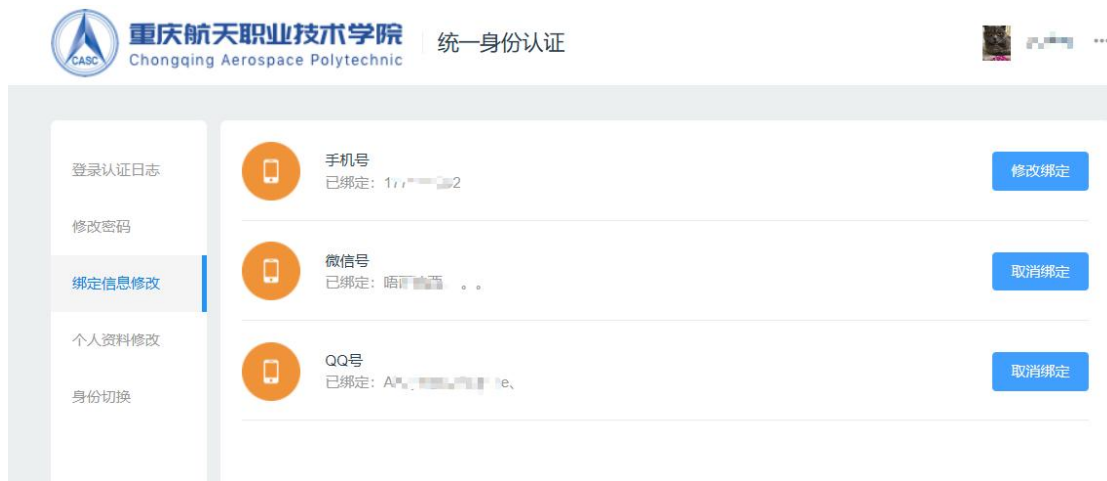 重庆航天职业技术学院
统一身份认证
Chongqing Aerospace Polytechnic
CASC
登录认证日志
修改密码
绑定信息修改
个人资料修改
身份切换
手机号
修改绑定
已绑定：
微信号
取消绑定
已绑定：
QQ号
取消绑定
已绑定：